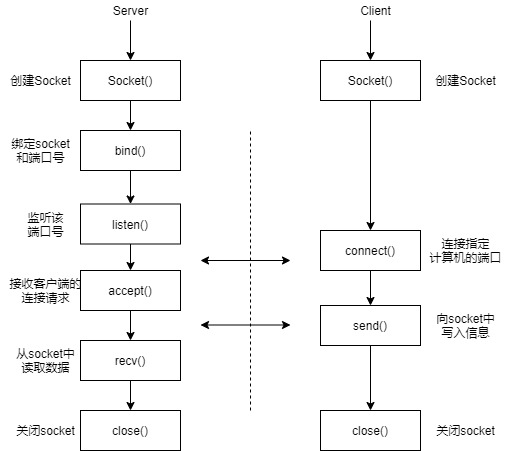 Server
Client
创建Socket
Socket()
Socket()
创建Socket
绑定socket
和端口号
bind()
监听该
端口号
listen()
connect()
连接指定
计算机的端口
接收客户端的
连接请求
accept()
send()
向socket中
写入信息
从socket中
读取数据
recv()
关闭socket
close()
close()
关闭socket